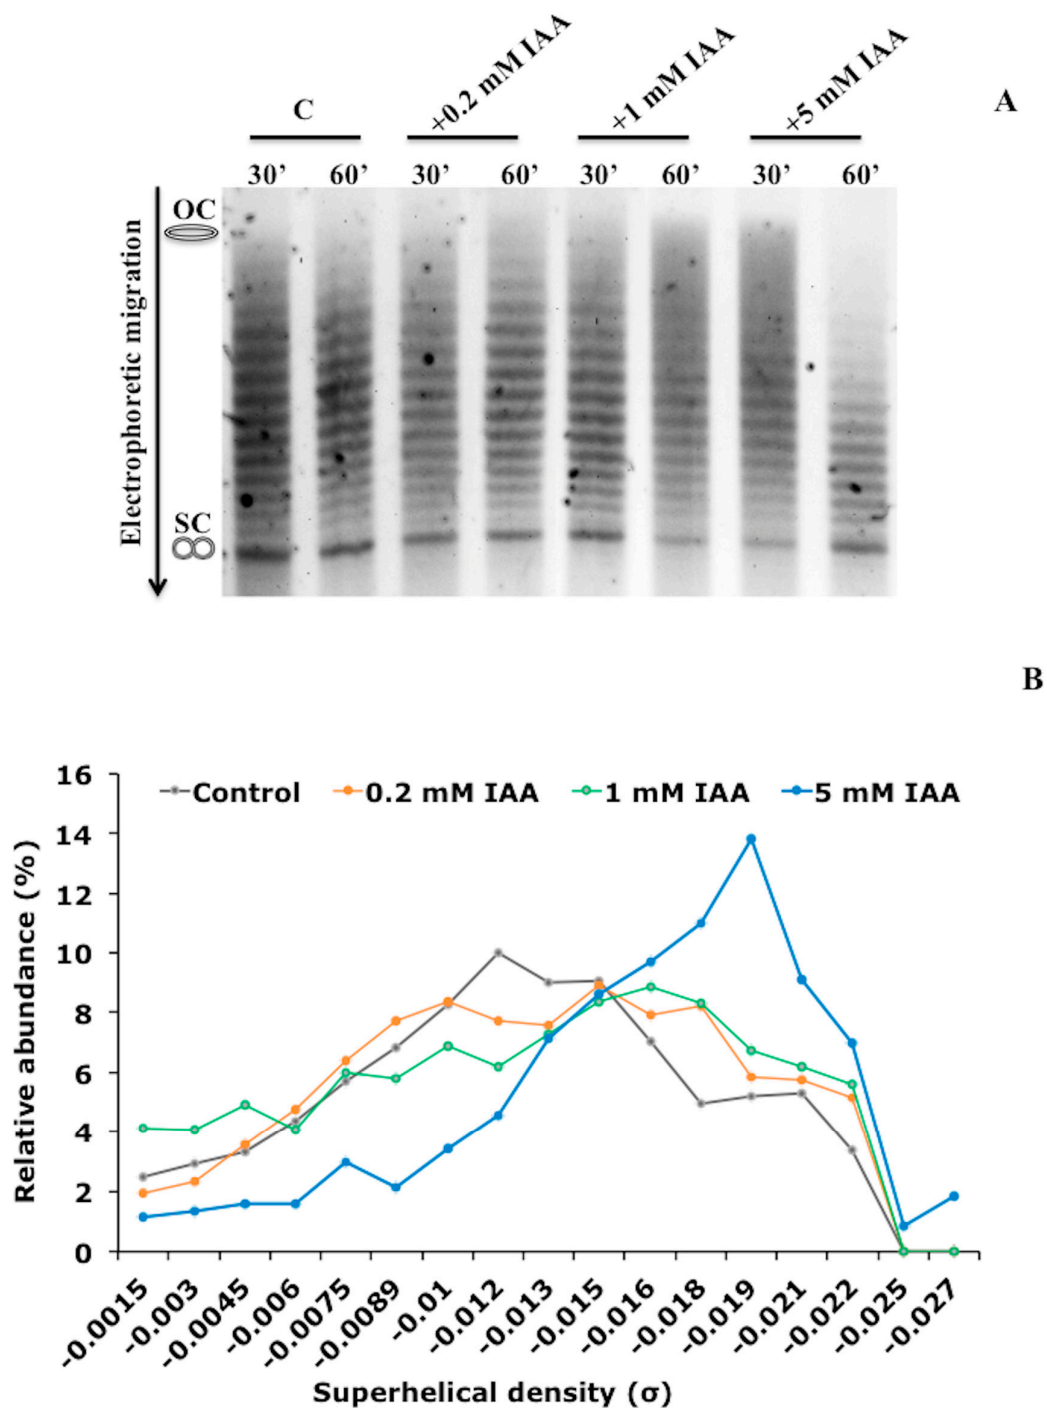 A
C
+0.2 mM IAA
+1 mM IAA
+5 mM IAA
30’ 60’ 30’ 60’ 30’ 60’ 30’ 60’
OC
Electrophoretic migration
SC
B
Control 0.2 mM IAA 1 mM IAA 5 mM IAA
Relative abundance (%)
16
14
12
10
8
6
4
2
0
-0.0015 -0.003 -0.0045 -0.006 -0.0075 -0.0089 -0.01 -0.012 -0.013 -0.015 -0.016 -0.018 -0.019 -0.021 -0.022 -0.025 -0.027
Superhelical density (σ)